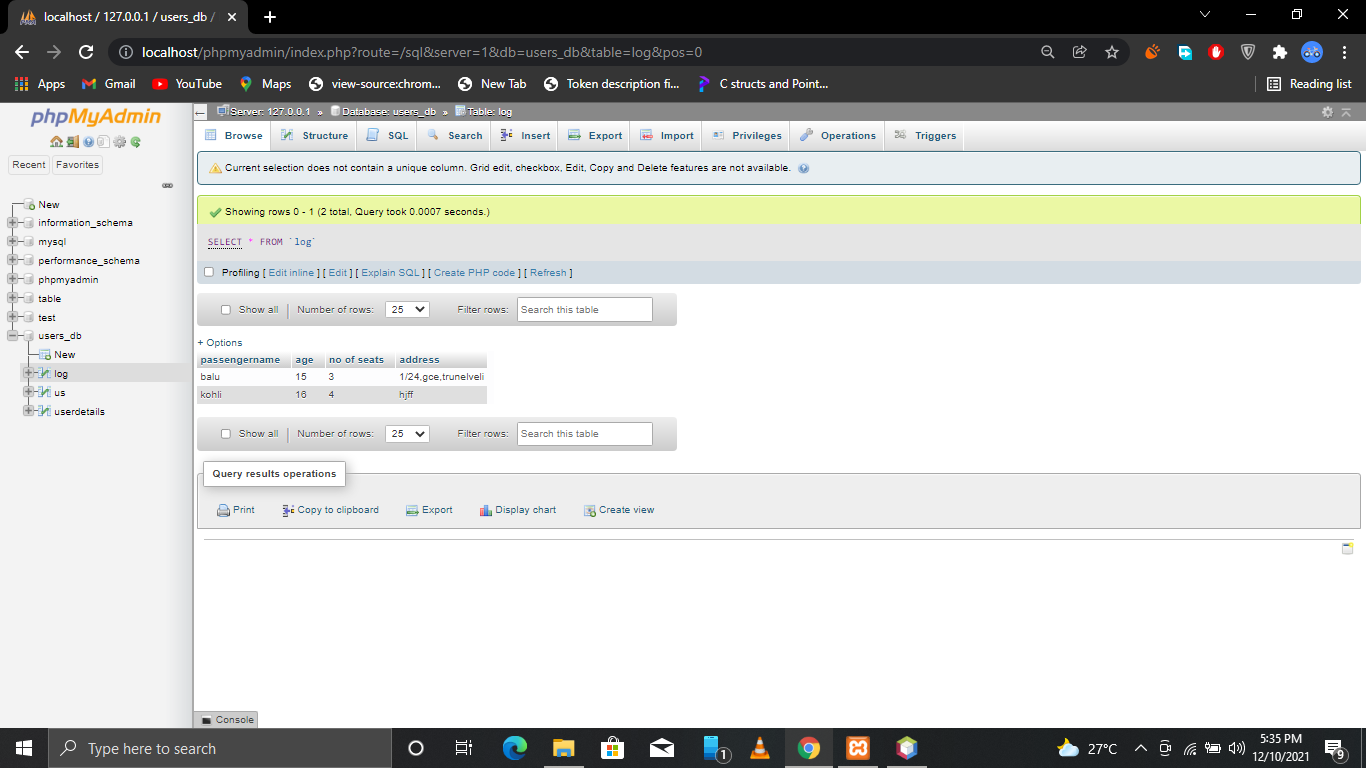 localhost / 127.0.0.1 / users_db /
localhost/phpmyadmin/index.php?route=/sql&server=1&db=users_db&table=log&pos=0
Apps Gmail YouTube Maps view-source:chrom... New Tab Token description fi... C structs and Point... Reading list
phpMyAdmin
Recent Favorites
New
information_schema
mysql
performance_schema
phpmyadmin
table
test
users_db
New
log
us
userdetails
Server: 127.0.0.1 » Database: users_db » Table: log
Browse Structure SQL Search Insert Export Import Privileges Operations Triggers
Current selection does not contain a unique column. Grid edit, checkbox, Edit, Copy and Delete features are not available.
Showing rows 0 - 1 (2 total, Query took 0.0007 seconds.)
SELECT * FROM `log`
Profiling [ Edit inline ] [ Edit ] [ Explain SQL ] [ Create PHP code ] [ Refresh ]
Show all Number of rows: 25 Filter rows: Search this table
+ Options
passengername age no of seats address
balu 15 3 1/24,gce,trunelveli
kohli 16 4 hjff
Show all Number of rows: 25 Filter rows: Search this table
Query results operations
Print Copy to clipboard Export Display chart Create view
Console
Type here to search
1
27°C
5:35 PM
12/10/2021
9